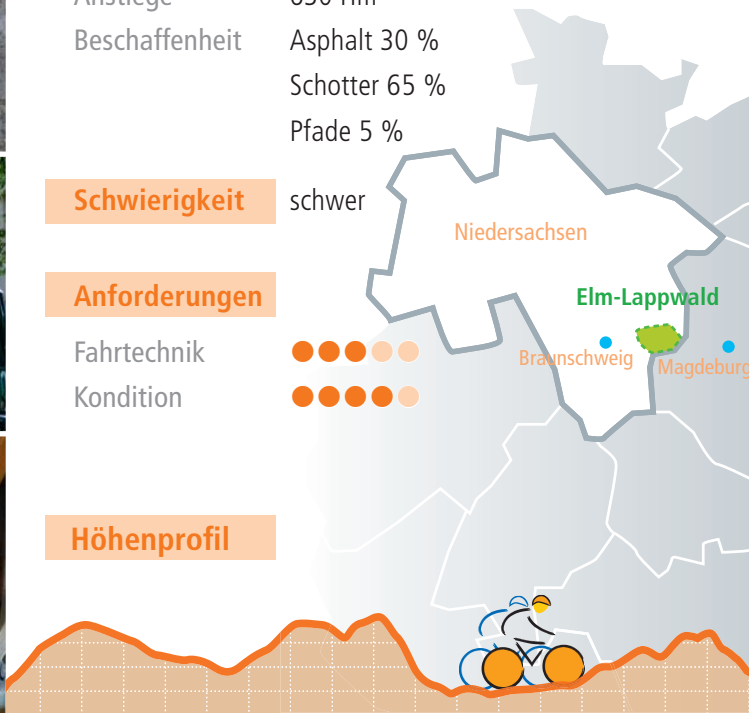 Beschaffenheit Asphalt 30 %
Schotter 65 %
Pfade 5 %
Schwierigkeit schwer
Niedersachsen
Anforderungen
Elm-Lappwald
Fahrtechnik
Braunschweig
Magdeburg
Kondition
Höhenprofil